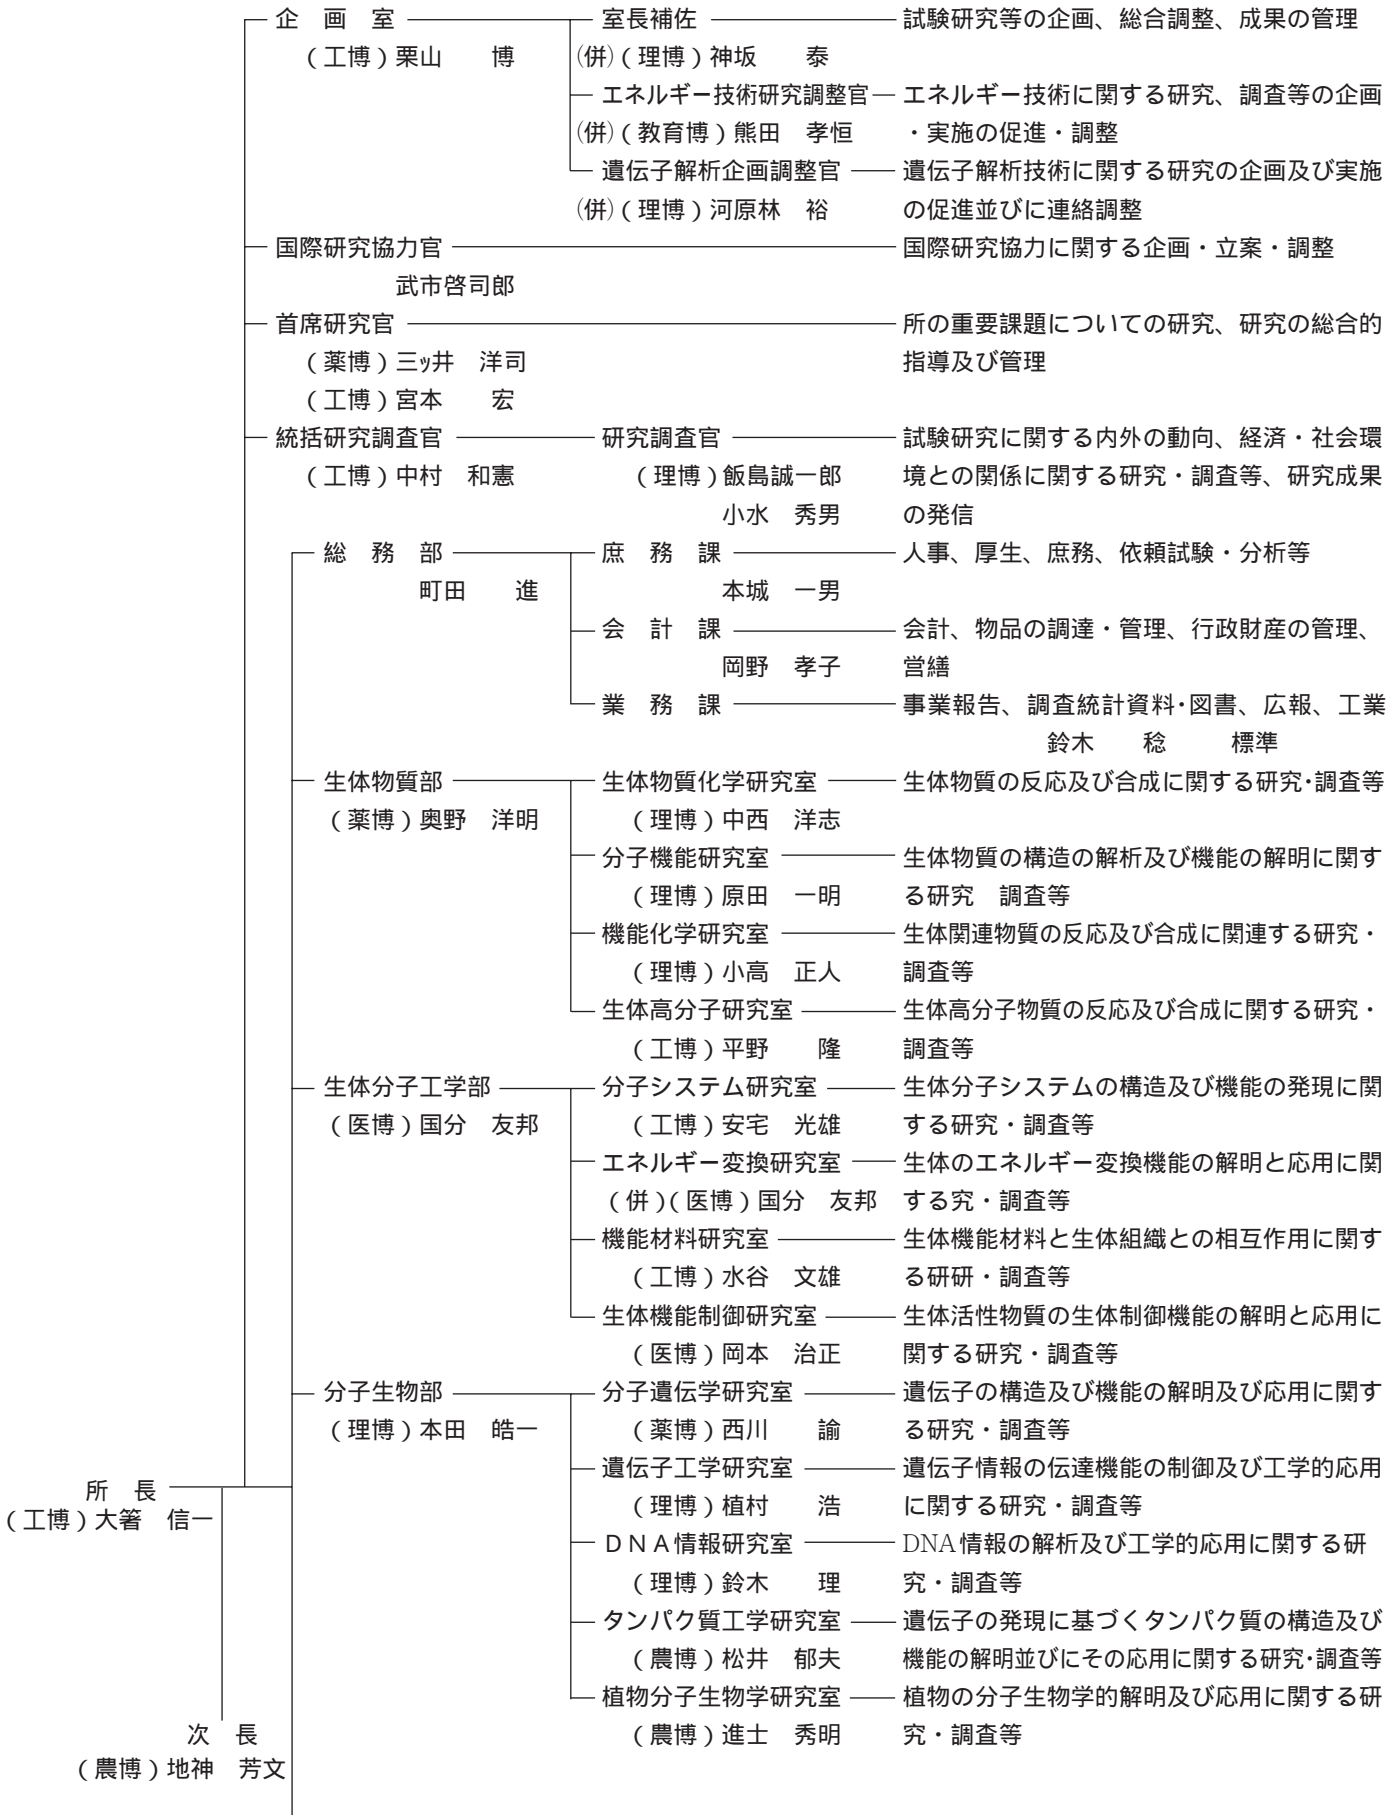 企 画 室 室長補佐 試験研究等の企画、総合調整、成果の管理
(工博)栗山 博 (併)(理博)神坂 泰
エネルギー技術研究調整官 エネルギー技術に関する研究、調査等の企画
(併)(教育博)熊田 孝恒 ・実施の促進・調整
遺伝子解析企画調整官 遺伝子解析技術に関する研究の企画及び実施
(併)(理博)河原林 裕 の促進並びに連絡調整
国際研究協力官 国際研究協力に関する企画・立案・調整
武市啓司郎
首席研究官 所の重要課題についての研究、研究の総合的
(薬博)三ッ井 洋司 指導及び管理
(工博)宮本 宏
統括研究調査官 研究調査官 試験研究に関する内外の動向、経済・社会環
(工博)中村 和憲 (理博)飯島誠一郎 境との関係に関する研究・調査等、研究成果
小水 秀男 の発信
総 務 部 庶 務 課 人事、厚生、庶務、依頼試験・分析等
町田 進 本城 一男
会 計 課 会計、物品の調達・管理、行政財産の管理、
岡野 孝子 営繕
業 務 課 事業報告、調査統計資料・図書、広報、工業
鈴木 稔 標準
生体物質部 生体物質化学研究室 生体物質の反応及び合成に関する研究・調査等
(薬博)奥野 洋明 (理博)中西 洋志
分子機能研究室 生体物質の構造の解析及び機能の解明に関す
(理博)原田 一明 る研究 調査等
機能化学研究室 生体関連物質の反応及び合成に関連する研究・
(理博)小高 正人 調査等
生体高分子研究室 生体高分子物質の反応及び合成に関する研究・
(工博)平野 隆 調査等
生体分子工学部 分子システム研究室 生体分子システムの構造及び機能の発現に関
(医博)国分 友邦 (工博)安宅 光雄 する研究・調査等
エネルギー変換研究室 生体のエネルギー変換機能の解明と応用に関
(併)(医博)国分 友邦 する究・調査等
機能材料研究室 生体機能材料と生体組織との相互作用に関す
(工博)水谷 文雄 る研研・調査等
生体機能制御研究室 生体活性物質の生体制御機能の解明と応用に
(医博)岡本 治正 関する研究・調査等
分子生物部 分子遺伝学研究室 遺伝子の構造及び機能の解明及び応用に関す
(理博)本田 皓一 (薬博)西川 諭 る研究・調査等
遺伝子工学研究室 遺伝子情報の伝達機能の制御及び工学的応用
所 長 (理博)植村 浩 に関する研究・調査等
(工博)大箸 信一
DNA情報研究室 DNA情報の解析及び工学的応用に関する研
(理博)鈴木 理 究・調査等
タンパク質工学研究室 遺伝子の発現に基づくタンパク質の構造及び
(農博)松井 郁夫 機能の解明並びにその応用に関する研究・調査等
植物分子生物学研究室 植物の分子生物学的解明及び応用に関する研
次 長 (農博)進士 秀明 究・調査等
(農博)地神 芳文